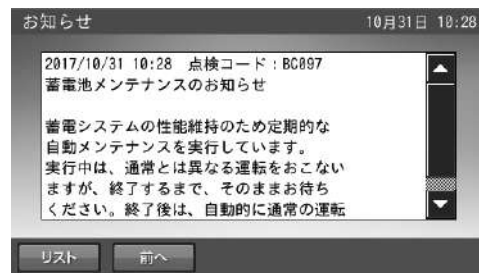 お知らせ 10月31日 10:28
2017/10/31 10:28 点検コード:BC097
蓄電池メンテナンスのお知らせ
蓄電システムの性能維持のため定期的な
自動メンテナンスを実行しています。
実行中は、通常とは異なる運転をおこない
ますが、終了するまで、そのままお待ち
ください。終了後は、自動的に通常の運転
リスト 前へ